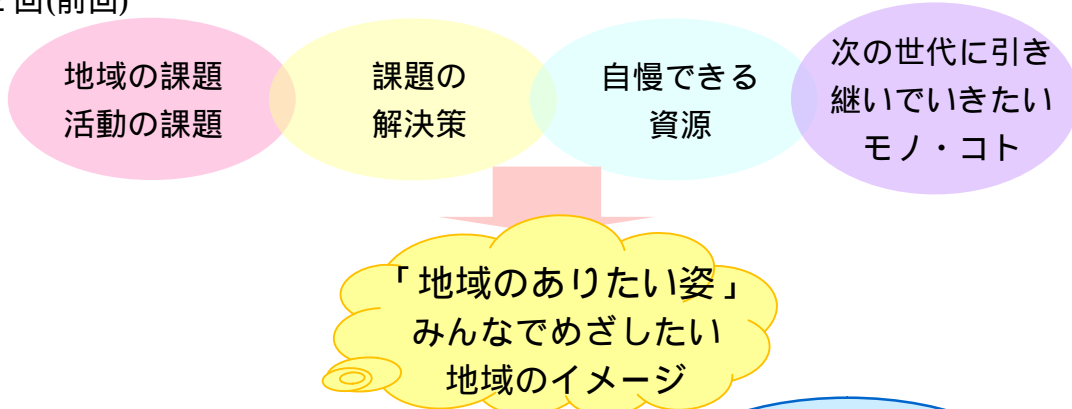 回(前回)
地域の課題
活動の課題
課題の
解決策
自慢できる
資源
次の世代に引き
継いでいきたい
モノ・コト
「地域のありたい姿」
みんなでめざしたい
地域のイメージ